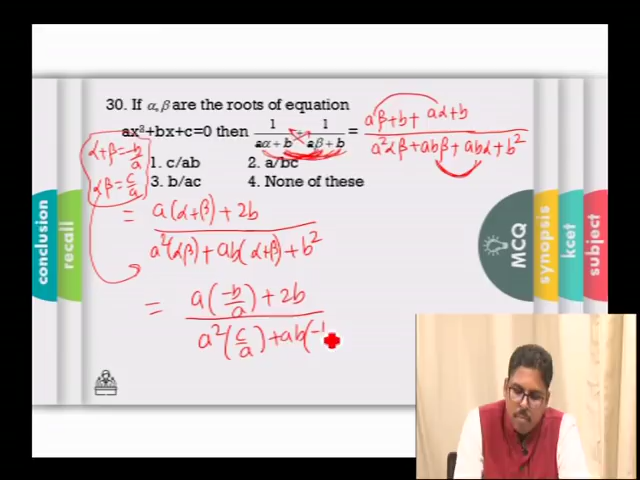 30. If α, β are the roots of equation
ax²+bx+c=0 then 1/(aα+b) + 1/(aβ+b) = (aβ+b+aα+b)/(a²αβ+abβ+abα+b²)
α+β=-b/a
αβ=c/a
1. c/ab 2. a/bc
3. b/ac 4. None of these
= (a(α+β)+2b)/(a²(αβ)+ab(α+β)+b²)
= (a(-b/a)+2b)/(a²(c/a)+ab(-
conclusion
recall
MCQ
synopsis
kcet
subject